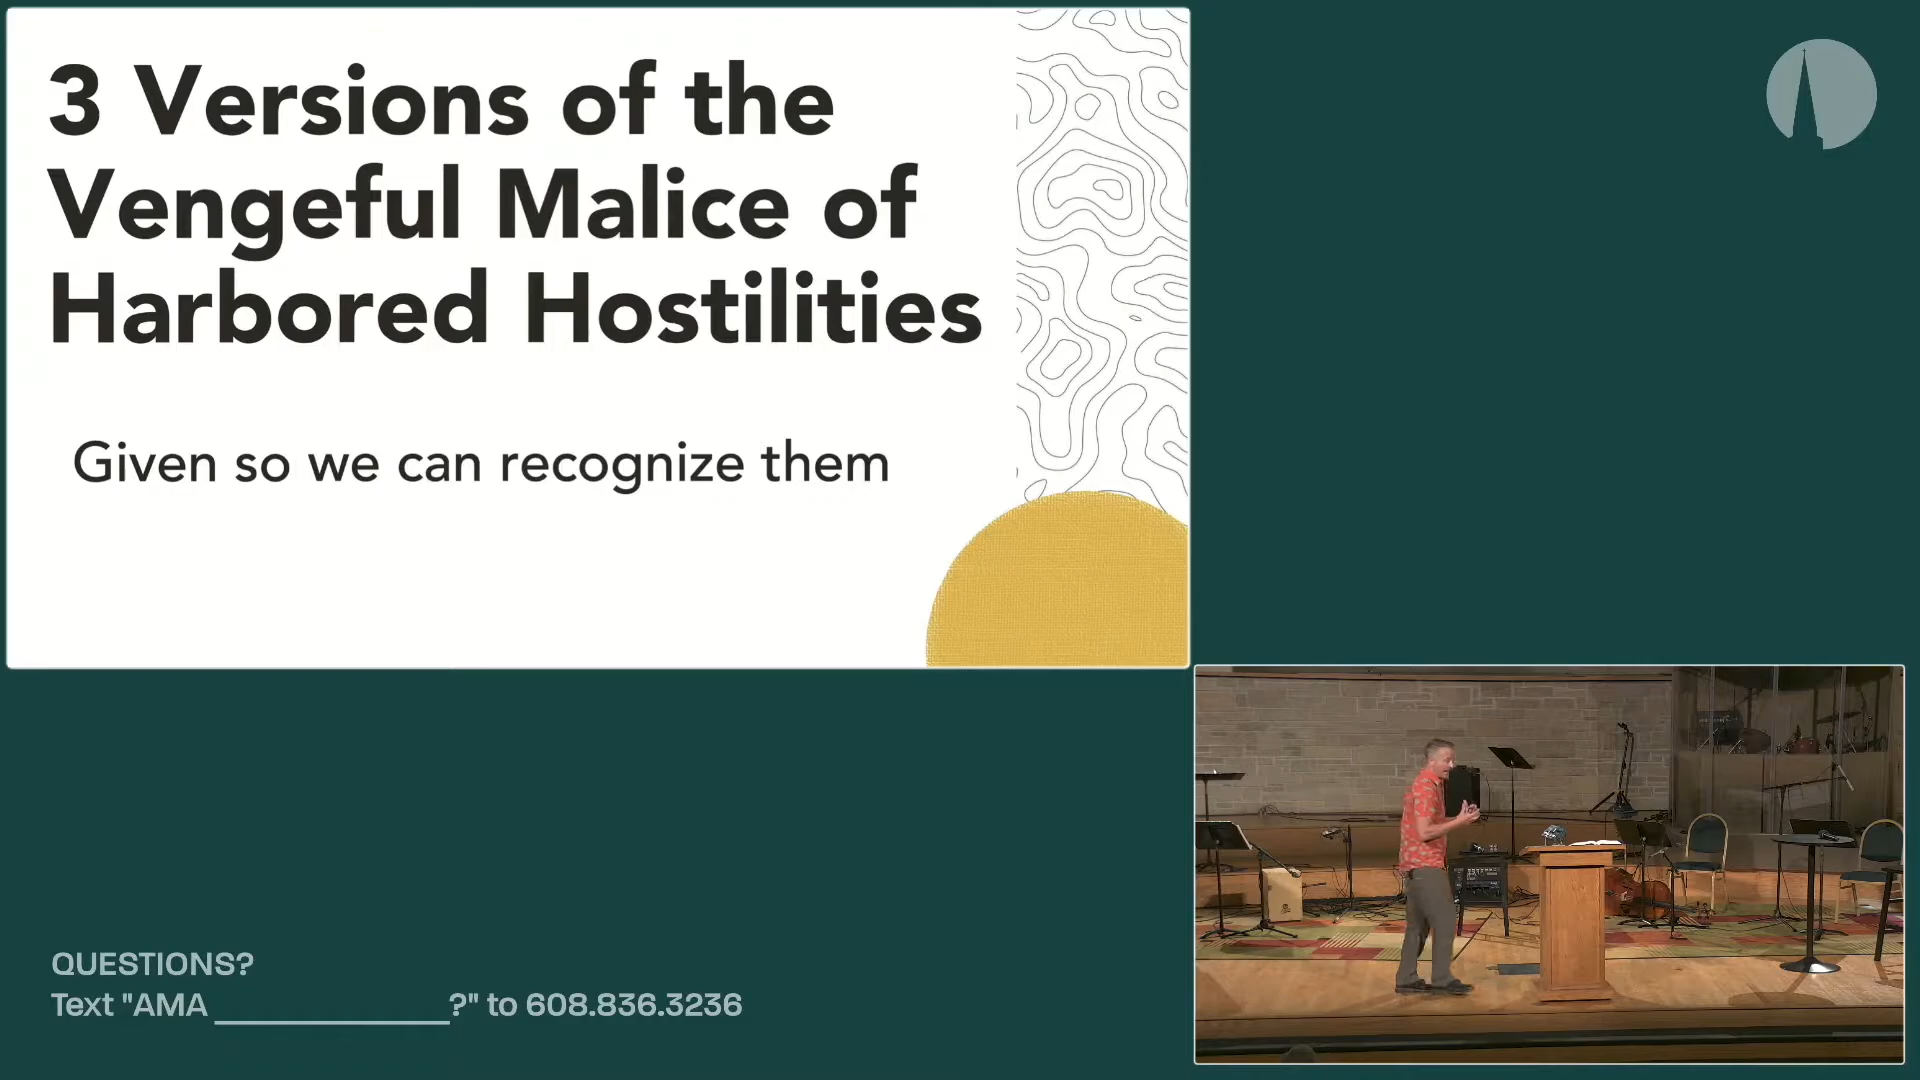 3 Versions of the
Vengeful Malice of
Harbored Hostilities
Given so we can recognize them
QUESTIONS?
Text "AMA ______________?" to 608.836.3236